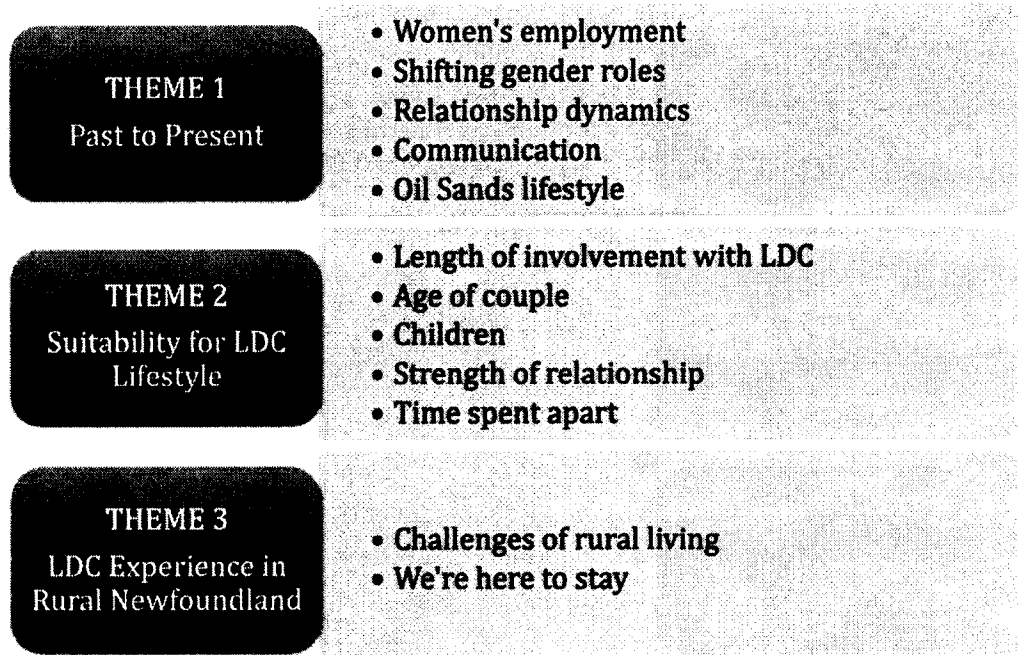 THEME 1
Past to Present
• Women's employment
• Shifting gender roles
• Relationship dynamics
• Communication
• Oil Sands lifestyle
THEME 2
Suitability for LDC
Lifestyle
• Length of involvement with LDC
• Age of couple
• Children
• Strength of relationship
• Time spent apart
THEME 3
LDC Experience in
Rural Newfoundland
• Challenges of rural living
• We're here to stay